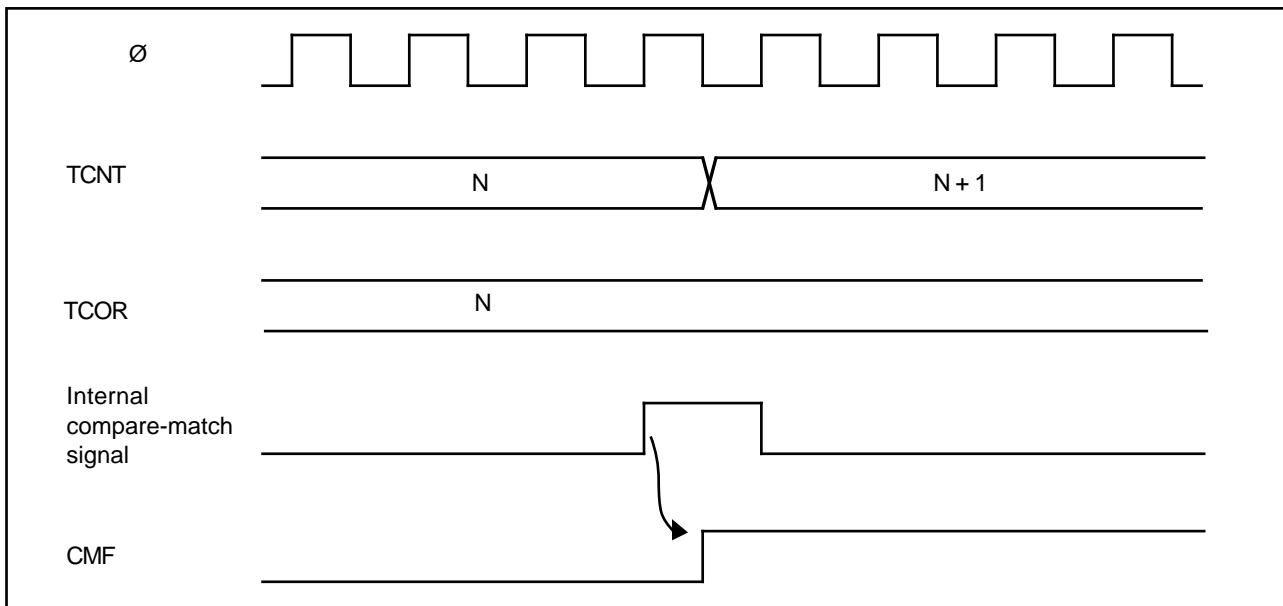 Ø
TCNT
N
N + 1
TCOR
N
Internal
compare-match
signal
CMF